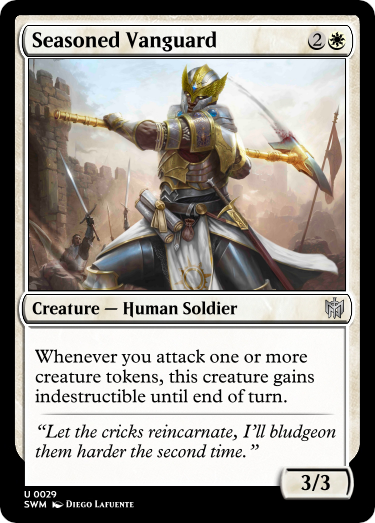 Seasoned Vanguard 2
Creature — Human Soldier
Whenever you attack one or more
creature tokens, this creature gains
indestructible until end of turn.
“Let the cricks reincarnate, I’ll bludgeon
them harder the second time.”
3/3
U 0029
SWM Diego Lafuente